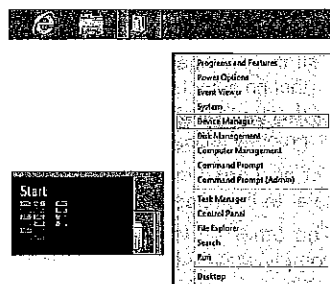 Programs and Features
Power Options
Event Viewer
System
Device Manager
Disk Management
Computer Management
Command Prompt
Command Prompt (Admin)
Task Manager
Control Panel
File Explorer
Search
Run
Desktop
Start